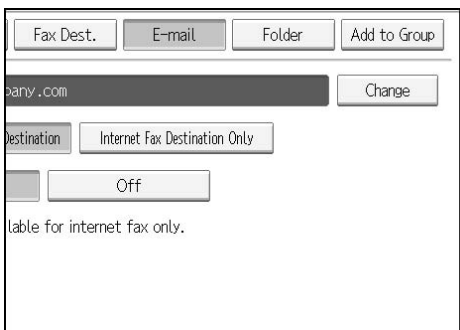 Fax Dest. E-mail Folder Add to Group
pany.com Change
Destination Internet Fax Destination Only
Off
lable for internet fax only.